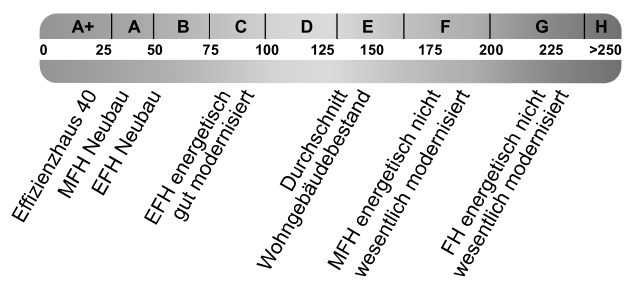 A+ A B C D E F G H
0 25 50 75 100 125 150 175 200 225 >250
Effizienzhaus 40
MFH Neubau
EFH Neubau
EFH energetisch
gut modernisiert
Durchschnitt
Wohngebäudebestand
MFH energetisch nicht
wesentlich modernisiert
FH energetisch nicht
wesentlich modernisiert